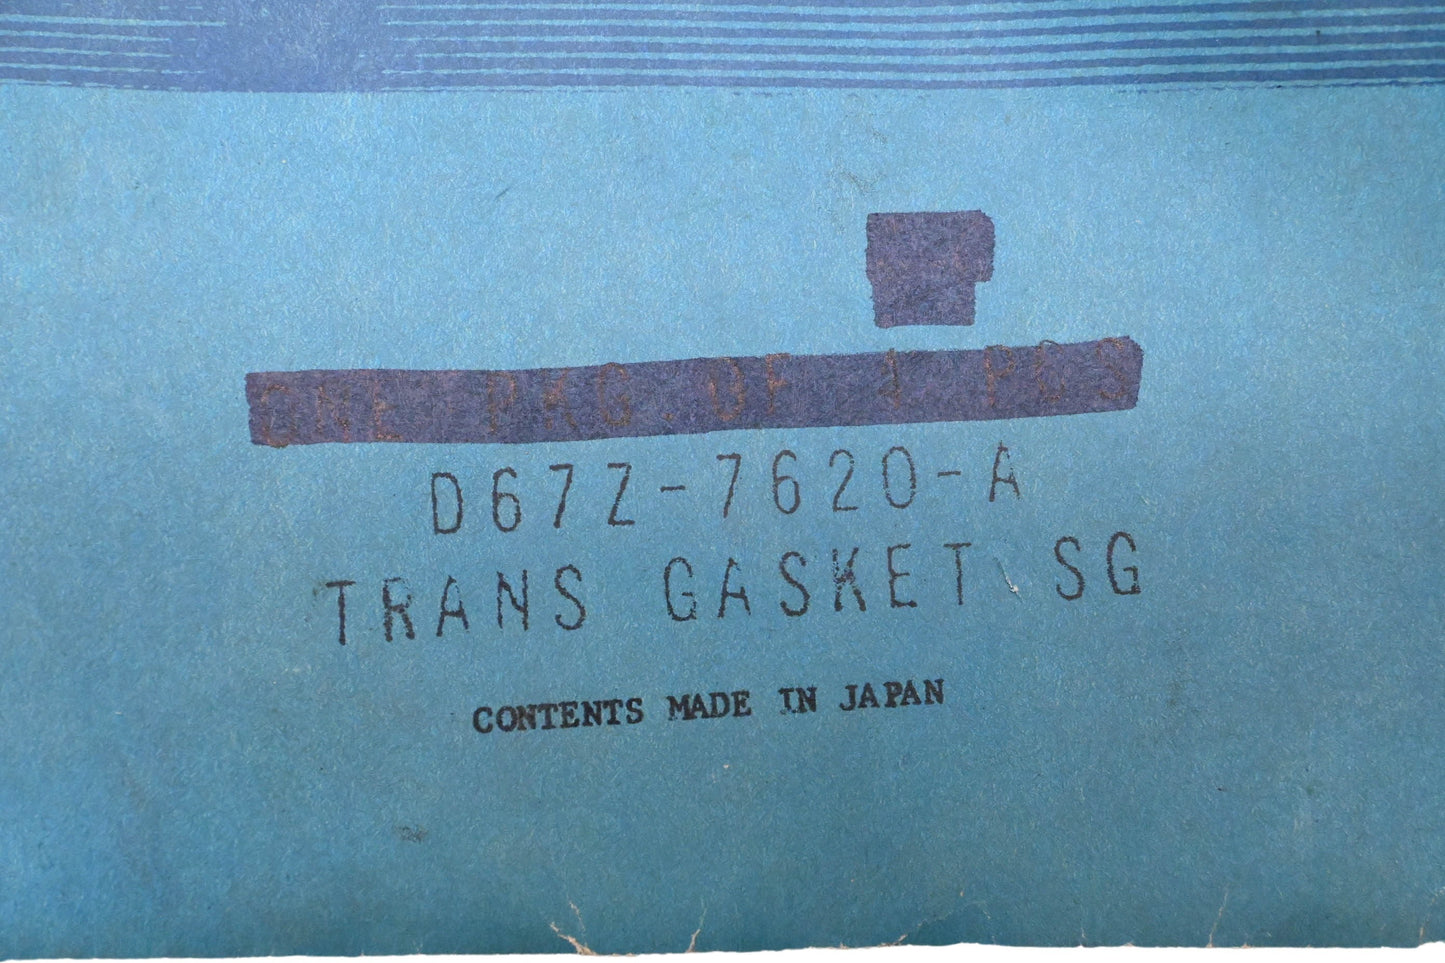 ONE PKG. OF 1 PCS
D67Z-7620-A
TRANS GASKET SG
CONTENTS MADE IN JAPAN